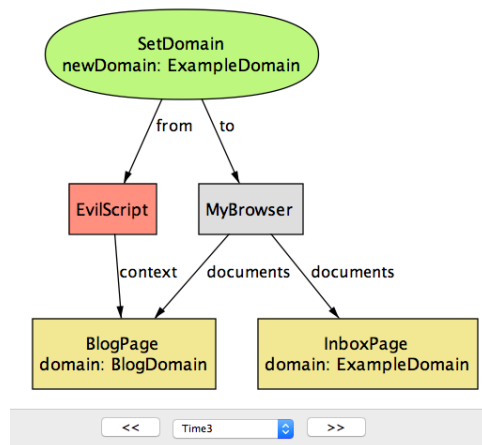 SetDomain
newDomain: ExampleDomain
from
to
EvilScript
MyBrowser
context
documents
documents
BlogPage
domain: BlogDomain
InboxPage
domain: ExampleDomain
<<
Time3
>>